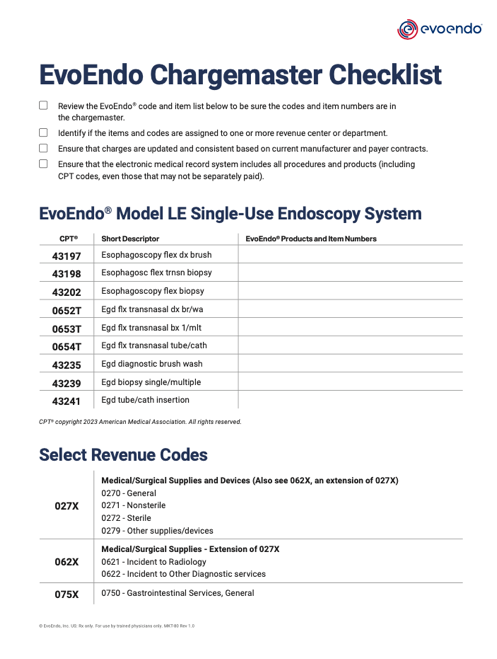 evoendo
EvoEndo Chargemaster Checklist
Review the EvoEndo® code and item list below to be sure the codes and item numbers are in
the chargemaster.
Identify if the items and codes are assigned to one or more revenue center or department.
Ensure that charges are updated and consistent based on current manufacturer and payer contracts.
Ensure that the electronic medical record system includes all procedures and products (including
CPT codes, even those that may not be separately paid).
EvoEndo® Model LE Single-Use Endoscopy System
CPT® Short Descriptor EvoEndo® Products and Item Numbers
43197 Esophagoscopy flex dx brush
43198 Esophagosc flex trnsn biopsy
43202 Esophagoscopy flex biopsy
0652T Egd flx transnasal dx br/wa
0653T Egd flx transnasal bx 1/mlt
0654T Egd flx transnasal tube/cath
43235 Egd diagnostic brush wash
43239 Egd biopsy single/multiple
43241 Egd tube/cath insertion
CPT® copyright 2023 American Medical Association. All rights reserved.
Select Revenue Codes
Medical/Surgical Supplies and Devices (Also see 062X, an extension of 027X)
0270 - General
027X 0271 - Nonsterile
0272 - Sterile
0279 - Other supplies/devices
Medical/Surgical Supplies - Extension of 027X
062X 0621 - Incident to Radiology
0622 - Incident to Other Diagnostic services
075X 0750 - Gastrointestinal Services, General
© EvoEndo, Inc. US: Rx only. For use by trained physicians only. MKT-80 Rev 1.0